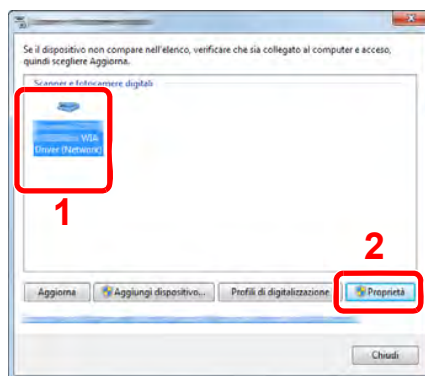 Se il dispositivo non compare nell'elenco, verificare che sia collegato al computer e acceso,
quindi scegliere Aggiorna.
Scanner e fotocamere digitali
WIA
Driver (Network)
1
2
Aggiorna
Aggiungi dispositivo...
Profili di digitalizzazione
Proprietà
Chiudi